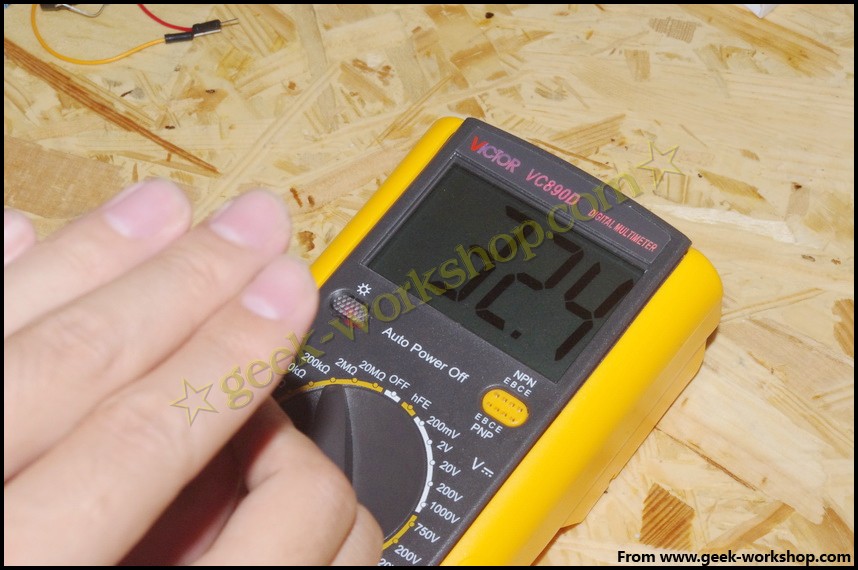 VICTOR VC890D DIGITAL MULTIMETER
2.4
☆geek-workshop.com☆
Auto Power Off
NPN
EBCE
EBCE
PNP
200kΩ
2MΩ
20MΩ
OFF
hFE
200mV
2V
20V
200V
1000V
V⎓
750V
200V
From www.geek-workshop.com